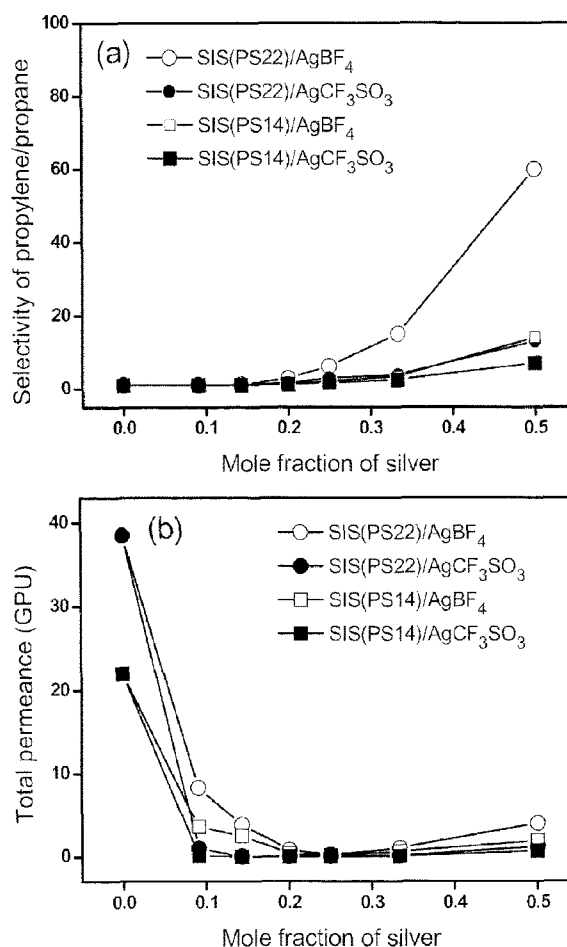 (a)
SIS(PS22)/AgBF4
SIS(PS22)/AgCF3SO3
SIS(PS14)/AgBF4
SIS(PS14)/AgCF3SO3
100
80
60
40
20
0
Selectivity of propylene/propane
0.0 0.1 0.2 0.3 0.4 0.5
Mole fraction of silver
(b)
SIS(PS22)/AgBF4
SIS(PS22)/AgCF3SO3
SIS(PS14)/AgBF4
SIS(PS14)/AgCF3SO3
40
30
20
10
0
Total permeance (GPU)
0.0 0.1 0.2 0.3 0.4 0.5
Mole fraction of silver